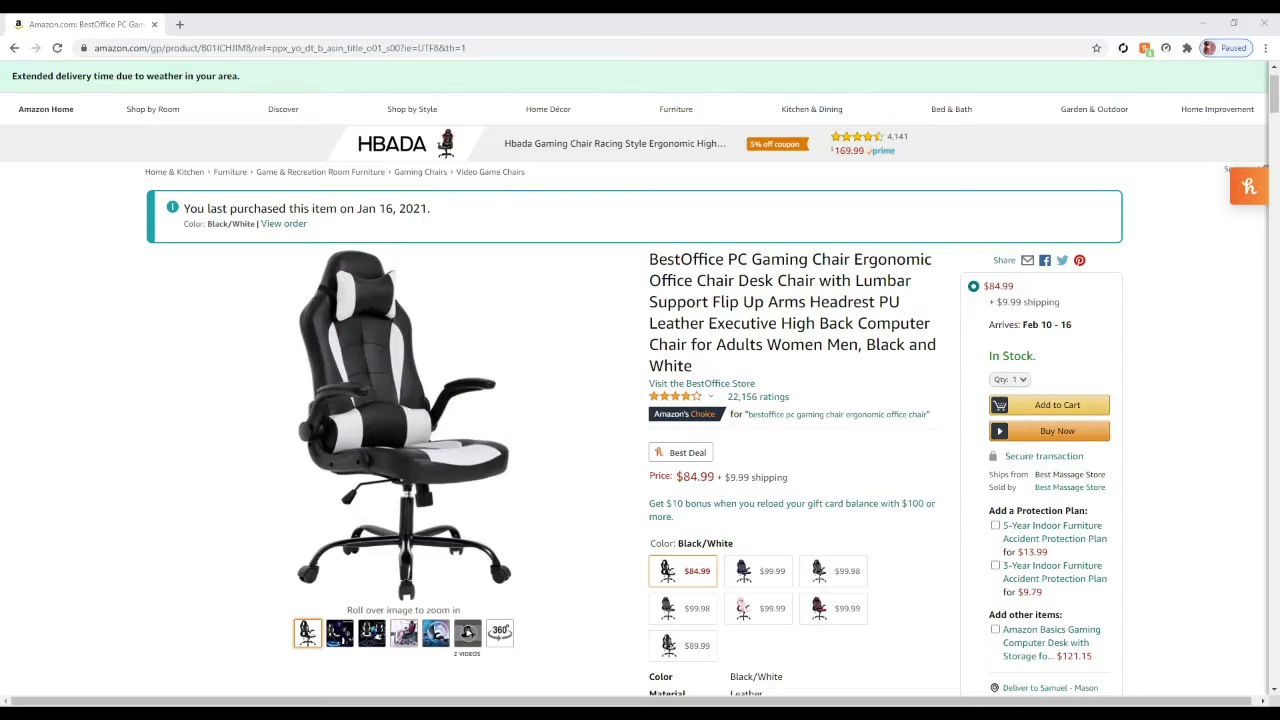 Amazon.com: BestOffice PC Gam
amazon.com/gp/product/B01ICHJIM8/ref=ppx_yo_dt_b_asin_title_o01_s00?ie=UTF8&th=1
Paused
Extended delivery time due to weather in your area.
Amazon Home Shop by Room Discover Shop by Style Home Décor Furniture Kitchen & Dining Bed & Bath Garden & Outdoor Home Improvement
HBADA Hbada Gaming Chair Racing Style Ergonomic High... 5% off coupon 4,141
$169.99 prime
Home & Kitchen › Furniture › Game & Recreation Room Furniture › Gaming Chairs › Video Game Chairs
You last purchased this item on Jan 16, 2021.
Color: Black/White | View order
BestOffice PC Gaming Chair Ergonomic
Office Chair Desk Chair with Lumbar
Support Flip Up Arms Headrest PU
Leather Executive High Back Computer
Chair for Adults Women Men, Black and
White
Visit the BestOffice Store
22,156 ratings
Amazon's Choice for "bestoffice pc gaming chair ergonomic office chair"
Best Deal
Price: $84.99 + $9.99 shipping
Get $10 bonus when you reload your gift card balance with $100 or
more.
Color: Black/White
$84.99 $99.99 $99.98
$99.98 $99.99 $99.99
$89.99
Color Black/White
Material Leather
Roll over image to zoom in
360°
2 VIDEOS
Share
$84.99
+ $9.99 shipping
Arrives: Feb 10 - 16
In Stock.
Qty: 1
Add to Cart
Buy Now
Secure transaction
Ships from Best Massage Store
Sold by Best Massage Store
Add a Protection Plan:
5-Year Indoor Furniture
Accident Protection Plan
for $13.99
3-Year Indoor Furniture
Accident Protection Plan
for $9.79
Add other items:
Amazon Basics Gaming
Computer Desk with
Storage fo... $121.15
Deliver to Samuel - Mason